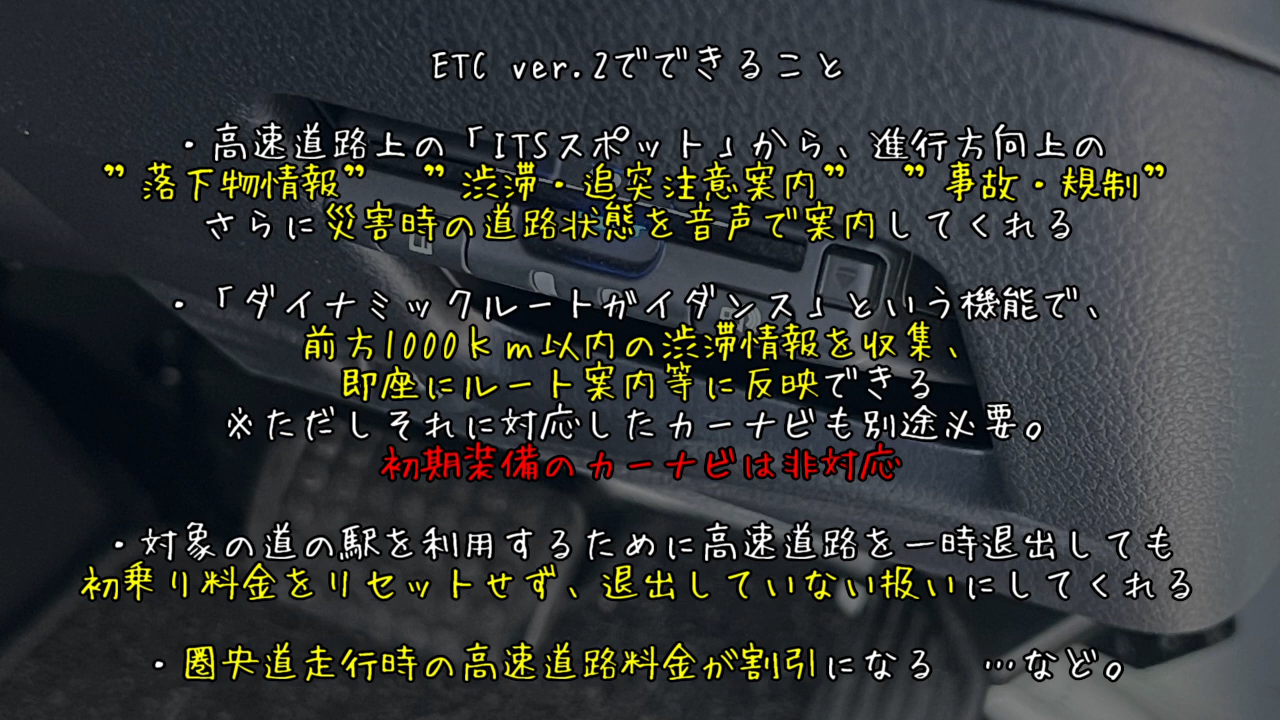 ETC ver.2でできること
・高速道路上の「ITSスポット」から、進行方向上の
”落下物情報” ”渋滞・追突注意案内” ”事故・規制”
さらに災害時の道路状態を音声で案内してくれる
・「ダイナミックルートガイダンス」という機能で、
前方1000km以内の渋滞情報を収集、
即座にルート案内等に反映できる
※ただしそれに対応したカーナビも別途必要。
初期装備のカーナビは非対応
・対象の道の駅を利用するために高速道路を一時退出しても
初乗り料金をリセットせず、退出していない扱いにしてくれる
・圏央道走行時の高速道路料金が割引になる …など。